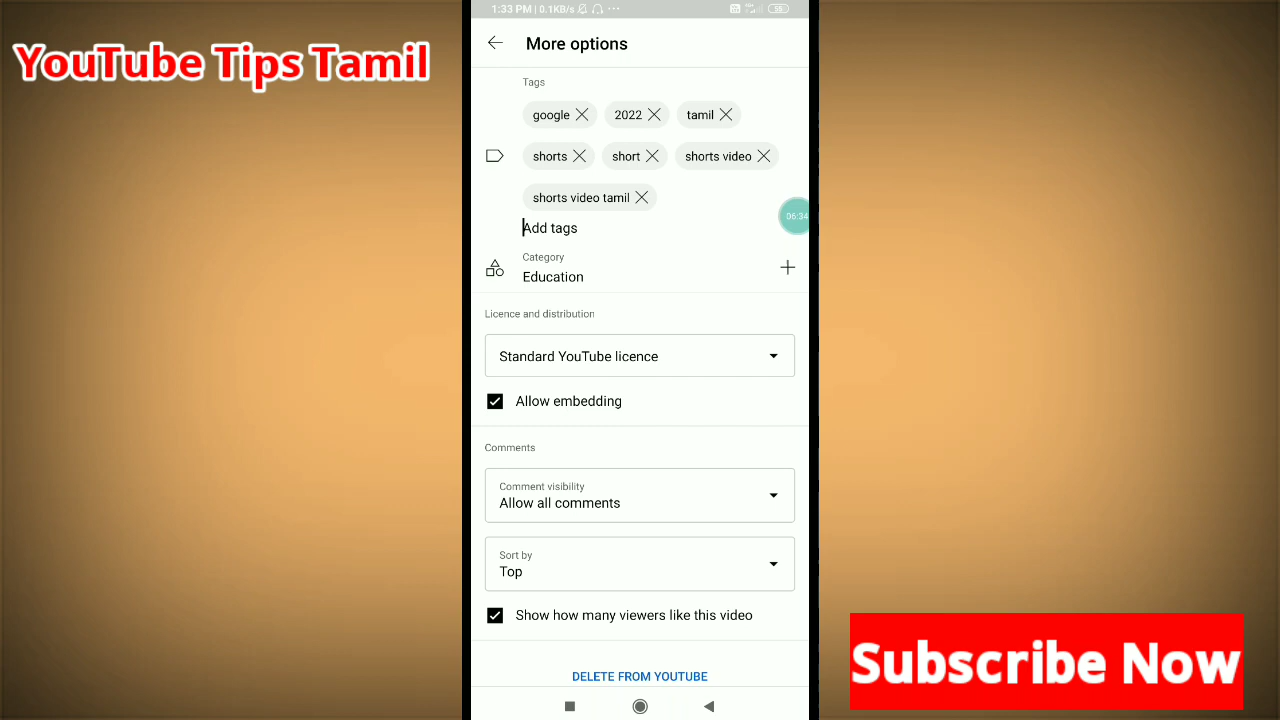 YouTube Tips Tamil
1:33 PM | 0.1KB/s ...
56
More options
Tags
google 2022 tamil
shorts short shorts video
shorts video tamil
06:34
Add tags
Category
Education
Licence and distribution
Standard YouTube licence
Allow embedding
Comments
Comment visibility
Allow all comments
Sort by
Top
Show how many viewers like this video
DELETE FROM YOUTUBE
Subscribe Now